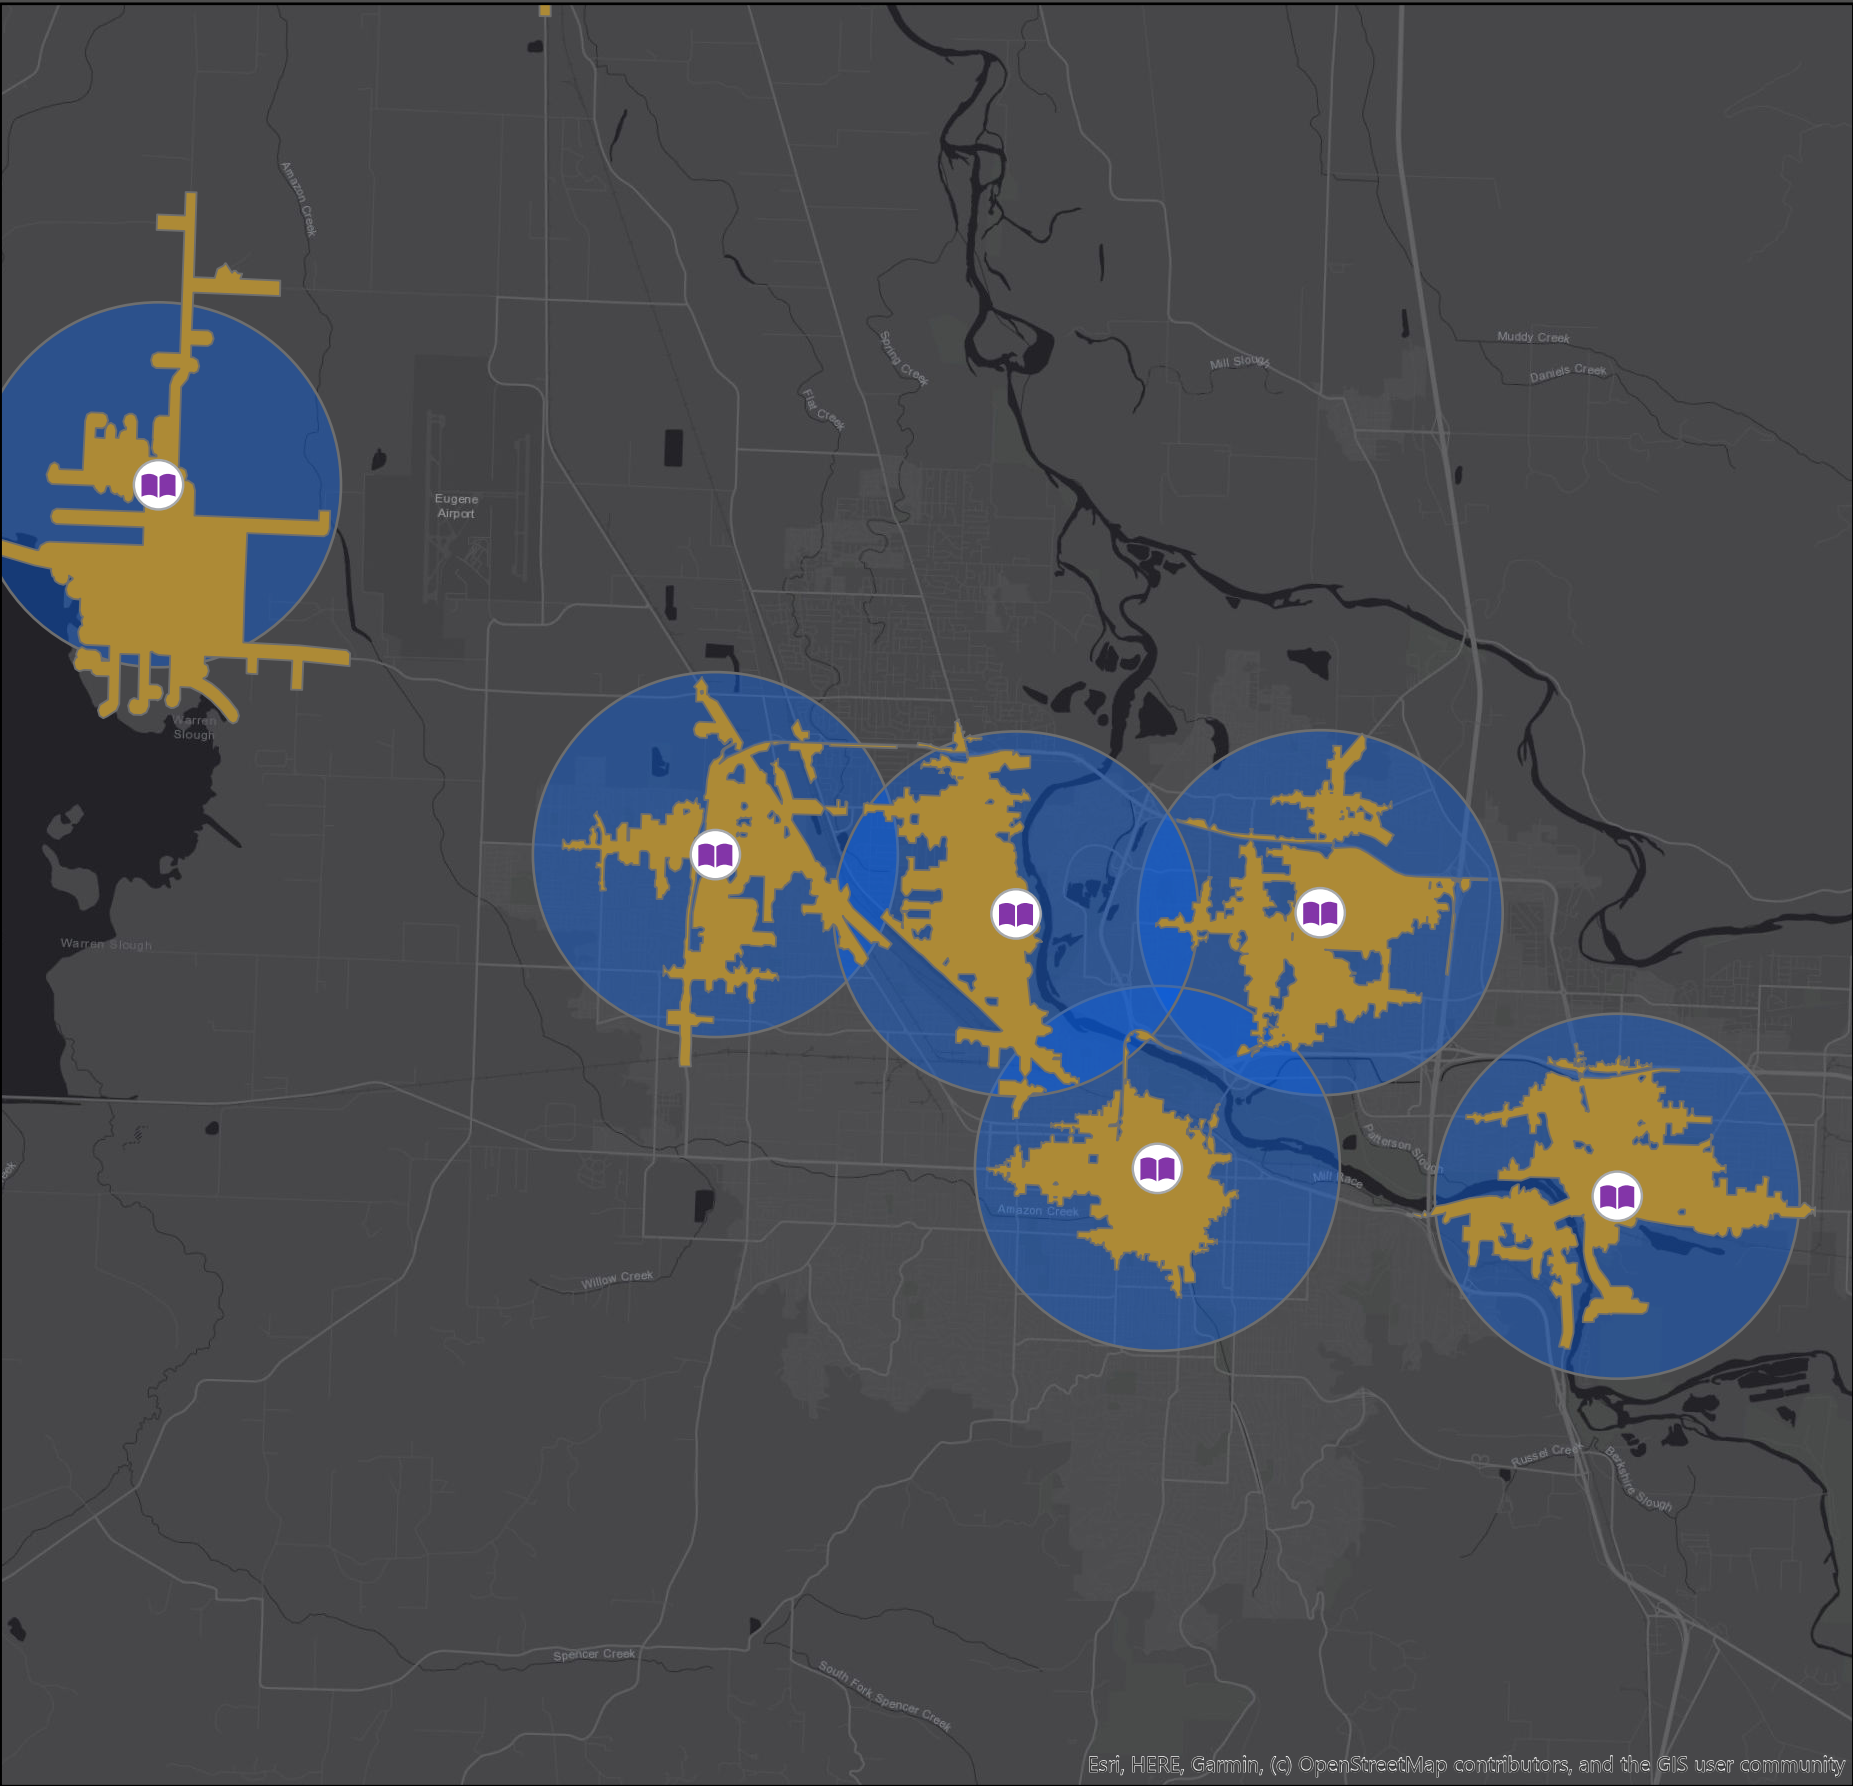 Amazon Creek
Muddy Creek
Daniels Creek
Mill Slough
Spring Creek
Flat Creek
Eugene
Airport
Warren
Slough
Warren Slough
Patterson Slough
Mill Race
Amazon Creek
Willow Creek
Russel Creek
Berkshire Slough
Spencer Creek
South Fork Spencer Creek
Esri, HERE, Garmin, (c) OpenStreetMap contributors, and the GIS user community